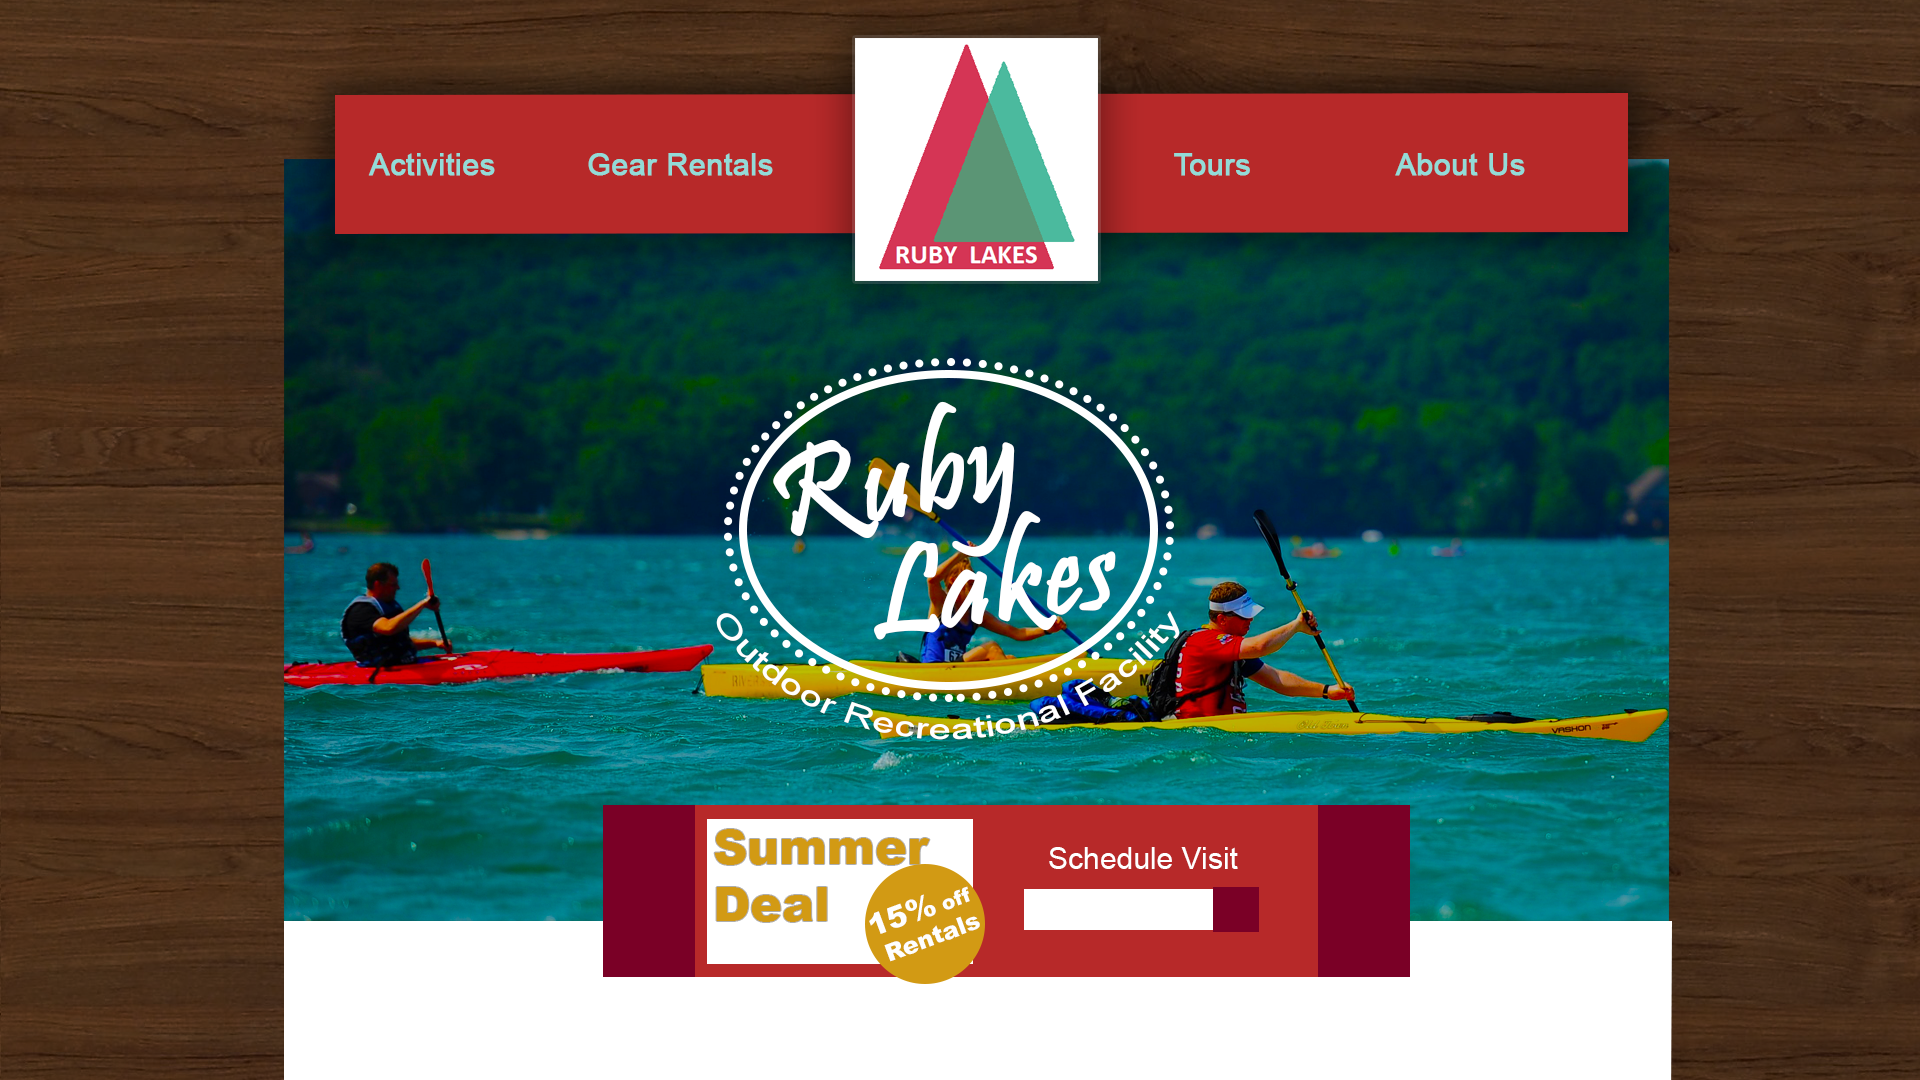 Activities
Gear Rentals
RUBY LAKES
Tours
About Us
Ruby
Lakes
Outdoor Recreational Facility
VASHON
Summer
Deal
15% off
Rentals
Schedule Visit